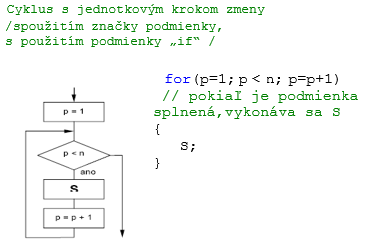 Cyklus s jednotkovým krokom zmeny
/spoužitím značky podmienky,
s použitím podmienky „if“ /
for(p=1; p < n; p=p+1)
// pokiaľ je podmienka
splnená,vykonáva sa S
{
S;
}
p = 1
p < n
ano
S
p = p + 1